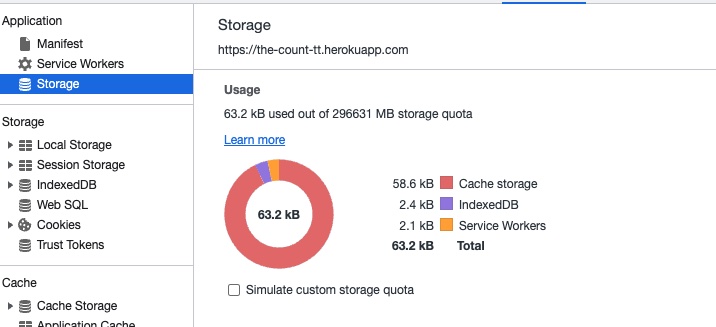 Application
Manifest
Service Workers
Storage
Storage
Local Storage
Session Storage
IndexedDB
Web SQL
Cookies
Trust Tokens
Cache
Cache Storage
Application Cache
Storage
https://the-count-tt.herokuapp.com
Usage
63.2 kB used out of 296631 MB storage quota
Learn more
63.2 kB
58.6 kB Cache storage
2.4 kB IndexedDB
2.1 kB Service Workers
63.2 kB Total
Simulate custom storage quota